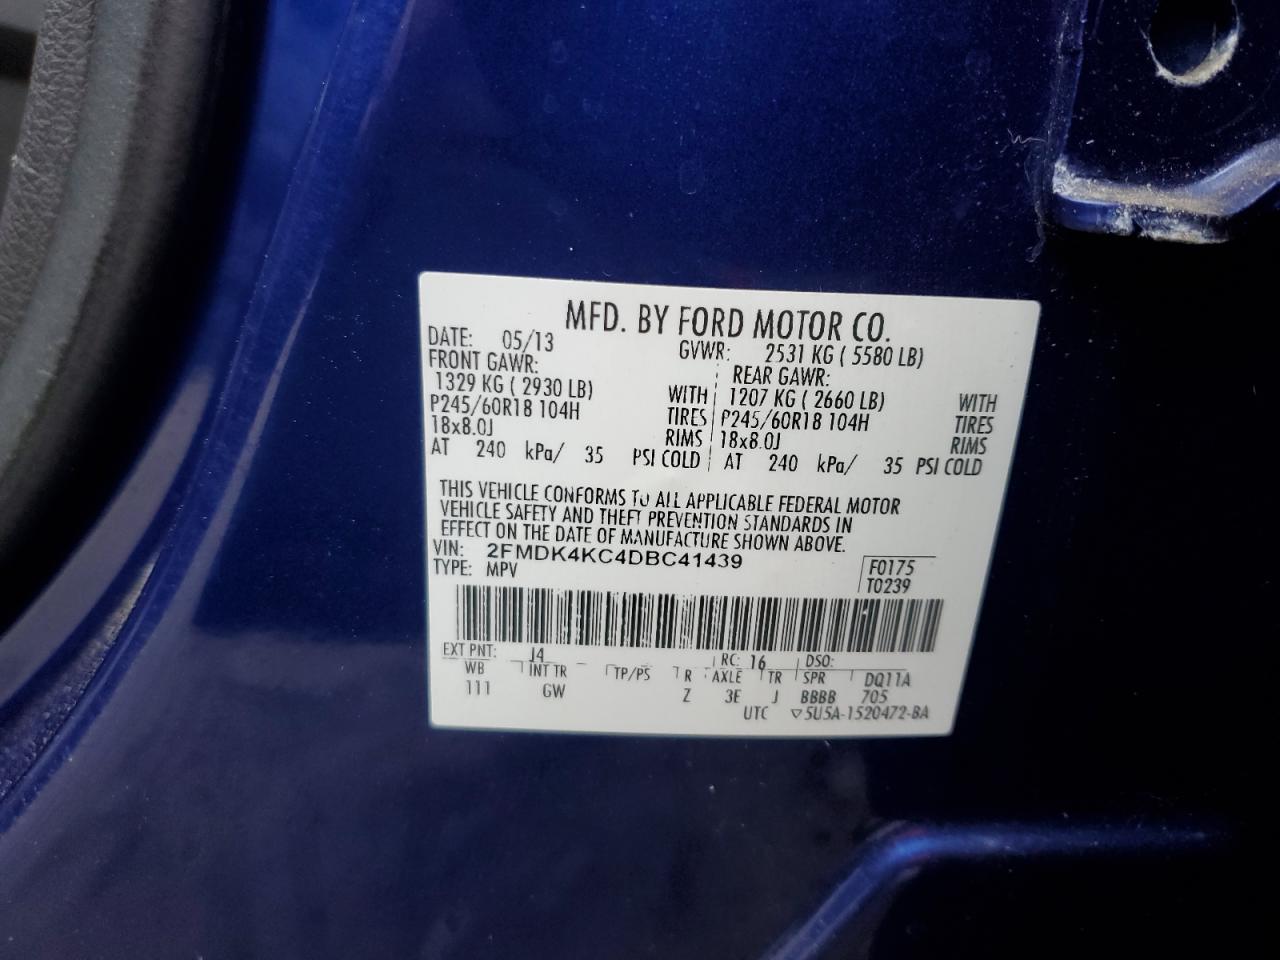 MFD. BY FORD MOTOR CO.
DATE: 05/13 GVWR: 2531 KG ( 5580 LB)
FRONT GAWR: REAR GAWR:
1329 KG ( 2930 LB) WITH 1207 KG ( 2660 LB) WITH
P245/60R18 104H TIRES P245/60R18 104H TIRES
18x8.0J RIMS 18x8.0J RIMS
AT 240 kPa/ 35 PSI COLD AT 240 kPa/ 35 PSI COLD
THIS VEHICLE CONFORMS TO ALL APPLICABLE FEDERAL MOTOR
VEHICLE SAFETY AND THEFT PREVENTION STANDARDS IN
EFFECT ON THE DATE OF MANUFACTURE SHOWN ABOVE.
VIN: 2FMDK4KC4DBC41439
TYPE: MPV
F0175
T0239
EXT PNT: J4 RC: 16 DSO:
WB INT TR TP/PS R AXLE TR SPR DQ11A
111 GW Z 3E J BBBB 705
UTC ▽5U5A-1520472-BA